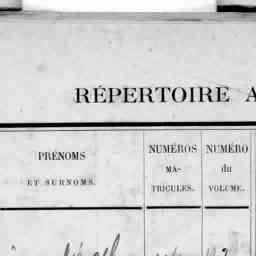 RÉPERTOIRE A
PRÉNOMS
ET SURNOMS.
NUMÉROS
MA-
TRICULES.
NUMÉRO
du
VOLUME.